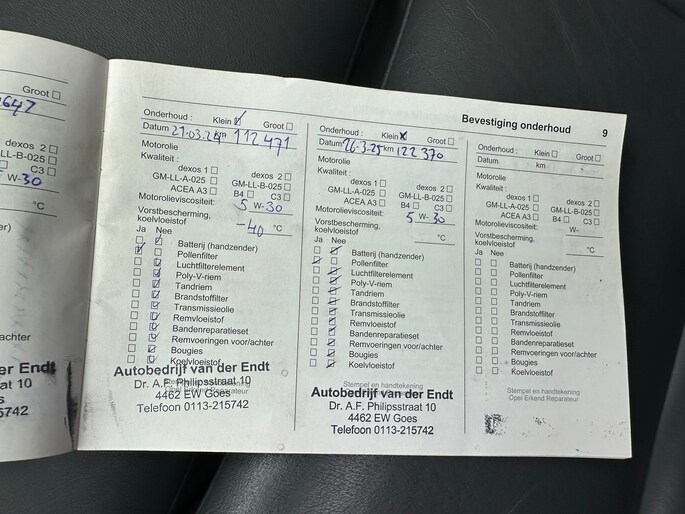 Groot ☐
2647
dexos 2 ☐
LL-B-025 ☐
C3 ☐
W-30
°C
er)
/achter
er Endt
aat 10
s
5742
Bevestiging onderhoud 9
Onderhoud : Klein ☑ Groot ☐
Datum 21-03-24 km 112 471
Motorolie
Kwaliteit :
dexos 1 ☐ dexos 2 ☐
GM-LL-A-025 ☐ GM-LL-B-025 ☐
ACEA A3 ☐ B4 ☐ C3 ☐
Motorolieviscositeit: 5 W-30
Vorstbescherming,
koelvloeistof -40 °C
Ja Nee
☐ ☑ Batterij (handzender)
☑ ☐ Pollenfilter
☐ ☑ Luchtfilterelement
☐ ☑ Poly-V-riem
☐ ☑ Tandriem
☐ ☑ Brandstoffilter
☐ ☑ Transmissieolie
☐ ☑ Remvloeistof
☐ ☑ Bandenreparatieset
☐ ☑ Remvoeringen voor/achter
☐ ☑ Bougies
☐ ☑ Koelvloeistof
Autobedrijf van der Endt
Dr. A.F. Philipsstraat 10
4462 EW Goes
Telefoon 0113-215742
Onderhoud : Klein ☒ Groot ☐
Datum 26-3-25 km 122 370
Motorolie
Kwaliteit :
dexos 1 ☐ dexos 2 ☐
GM-LL-A-025 ☐ GM-LL-B-025 ☐
ACEA A3 ☐ B4 ☐ C3 ☐
Motorolieviscositeit: 5 W-30
Vorstbescherming,
koelvloeistof °C
Ja Nee
☐ ☑ Batterij (handzender)
☑ ☐ Pollenfilter
☐ ☑ Luchtfilterelement
☐ ☑ Poly-V-riem
☐ ☑ Tandriem
☐ ☑ Brandstoffilter
☐ ☑ Transmissieolie
☐ ☑ Remvloeistof
☐ ☑ Bandenreparatieset
☐ ☑ Remvoeringen voor/achter
☐ ☑ Bougies
☐ ☑ Koelvloeistof
Stempel en handtekening
Autobedrijf van der Endt
Dr. A.F. Philipsstraat 10
4462 EW Goes
Telefoon 0113-215742
Onderhoud : Klein ☐ Groot ☐
Datum km
Motorolie
Kwaliteit :
dexos 1 ☐ dexos 2 ☐
GM-LL-A-025 ☐ GM-LL-B-025 ☐
ACEA A3 ☐ B4 ☐ C3 ☐
Motorolieviscositeit: W-
Vorstbescherming,
koelvloeistof °C
Ja Nee
☐ ☐ Batterij (handzender)
☐ ☐ Pollenfilter
☐ ☐ Luchtfilterelement
☐ ☐ Poly-V-riem
☐ ☐ Tandriem
☐ ☐ Brandstoffilter
☐ ☐ Transmissieolie
☐ ☐ Remvloeistof
☐ ☐ Bandenreparatieset
☐ ☐ Remvoeringen voor/achter
☐ ☐ Bougies
☐ ☐ Koelvloeistof
Stempel en handtekening
Opel Erkend Reparateur